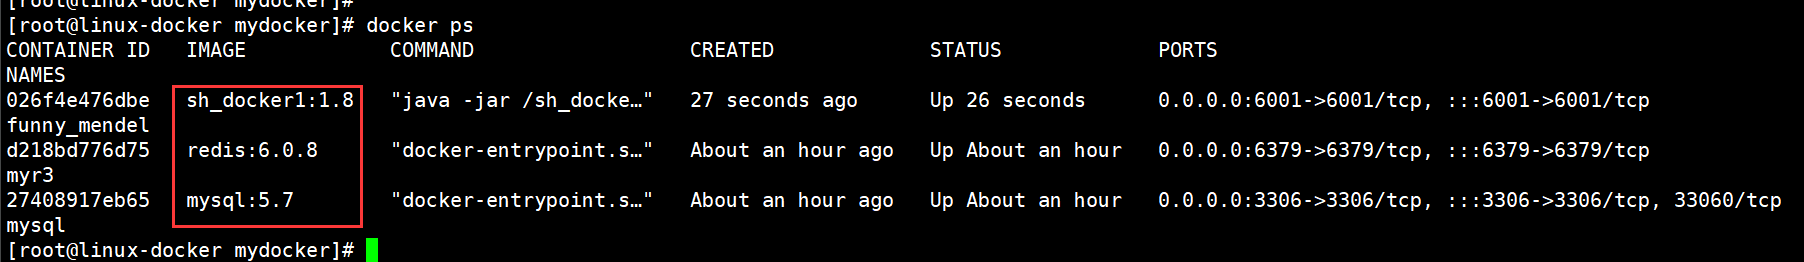 [root@linux-docker mydocker]#
[root@linux-docker mydocker]# docker ps
CONTAINER ID   IMAGE            COMMAND                  CREATED             STATUS             PORTS
NAMES
026f4e476dbe   sh_docker1:1.8   "java -jar /sh_docke…"   27 seconds ago      Up 26 seconds      0.0.0.0:6001->6001/tcp, :::6001->6001/tcp
funny_mendel
d218bd776d75   redis:6.0.8      "docker-entrypoint.s…"   About an hour ago   Up About an hour   0.0.0.0:6379->6379/tcp, :::6379->6379/tcp
myr3
27408917eb65   mysql:5.7        "docker-entrypoint.s…"   About an hour ago   Up About an hour   0.0.0.0:3306->3306/tcp, :::3306->3306/tcp, 33060/tcp
mysql
[root@linux-docker mydocker]#